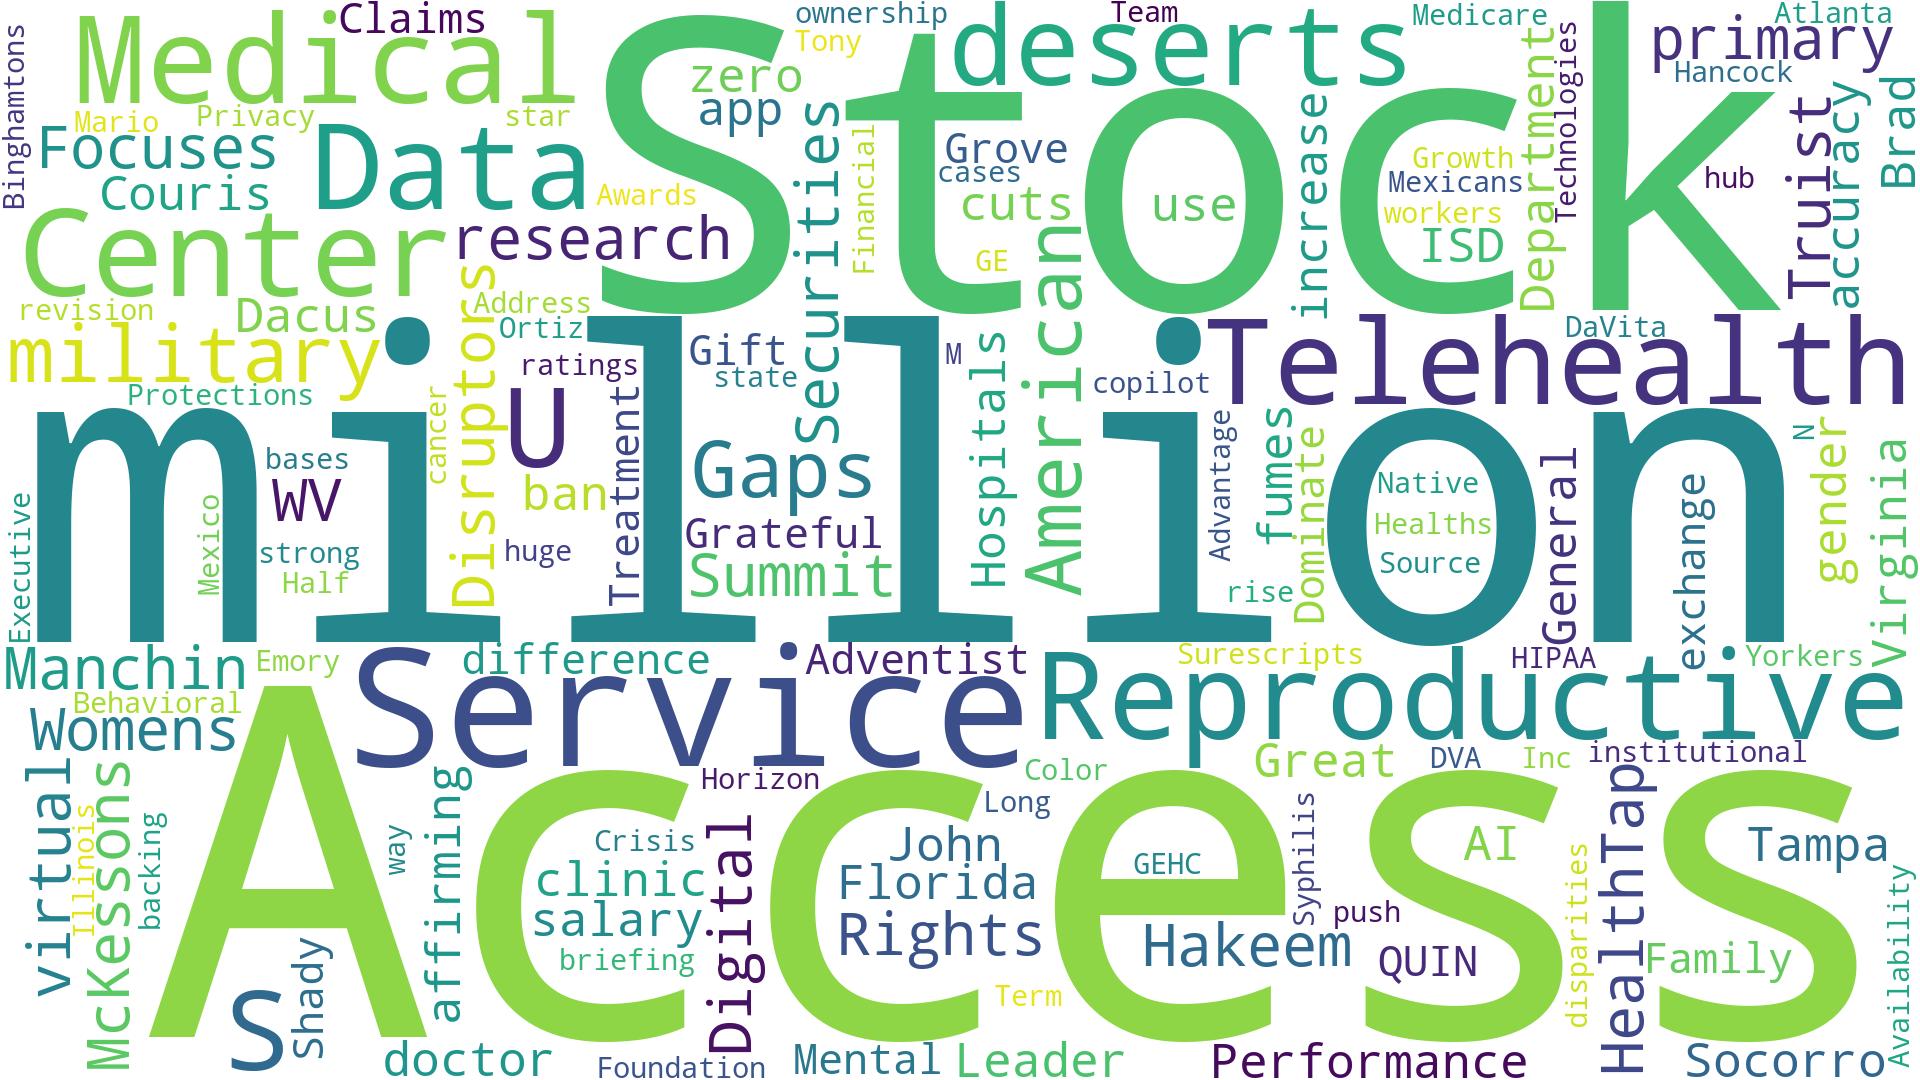 Claims
ownership
Team
Medicare
Atlanta
Medical
Stock
deserts
primary
Tony
zero
Hancock
Binghamtons
Mario
Privacy
star
app
Technologies
Department
Brad
Focuses
Data
Securities
Financial
Grove
increase
Growth
Truist
accuracy
Couris
Awards
cases
Mexicans
hub
cuts
use
workers
Center
research
GE
ISD
American
revision
Dacus
Disruptors
Address
Ortiz
DaVita
military
Gift
M
Telehealth
ratings
state
copilot
Protections
cancer
U
Treatment
Hospitals
Advantage
fumes
N
gender
million
bases
Gaps
Dominate
Native
General
exchange
Virginia
WV
ban
Healths
Executive
Mexico
strong
huge
Grateful
Source
Half
Summit
rise
Manchin
Emory
difference
Adventist
Surescripts
HIPAA
Yorkers
Behavioral
Service
Reproductive
Womens
Great
DVA
Inc
institutional
virtual
McKessons
affirming
Horizon
Color
Illinois
backing
Access
Long
Syphilis
HealthTap
way
Crisis
John
AI
Tampa
clinic
Digital
Florida
GEHC
disparities
Availability
salary
Rights
push
Shady
briefing
Hakeem
QUIN
Family
S
Term
doctor
Foundation
Mental
Leader
Performance
Socorro